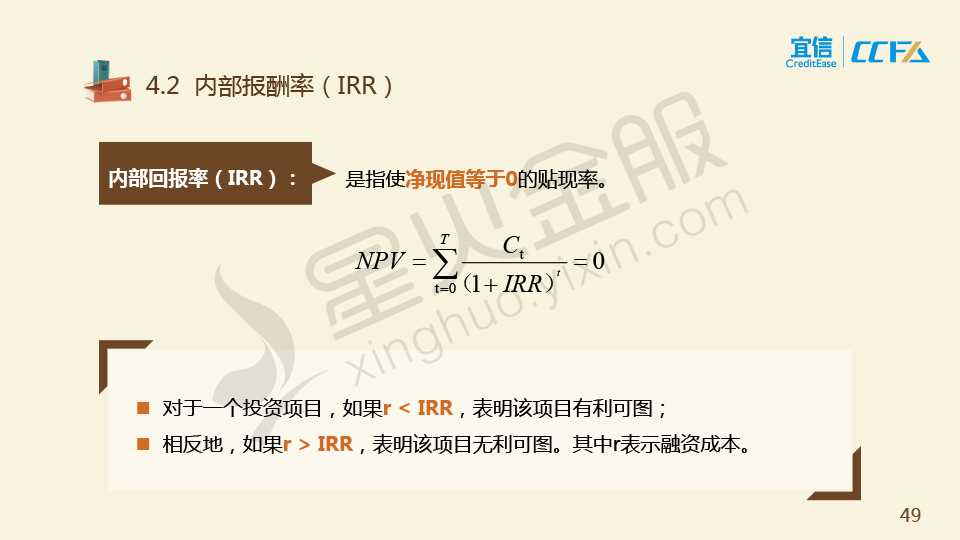 宜信
CreditEase
CCFA
4.2 内部报酬率（IRR）
内部回报率（IRR）：
是指使净现值等于0的贴现率。
NPV = \sum_{t=0}^{T} \frac{C_t}{(1+IRR)^t} = 0
星火金服
xinghuo.yixin.com
对于一个投资项目，如果r < IRR，表明该项目有利可图；
相反地，如果r > IRR，表明该项目无利可图。其中r表示融资成本。
49